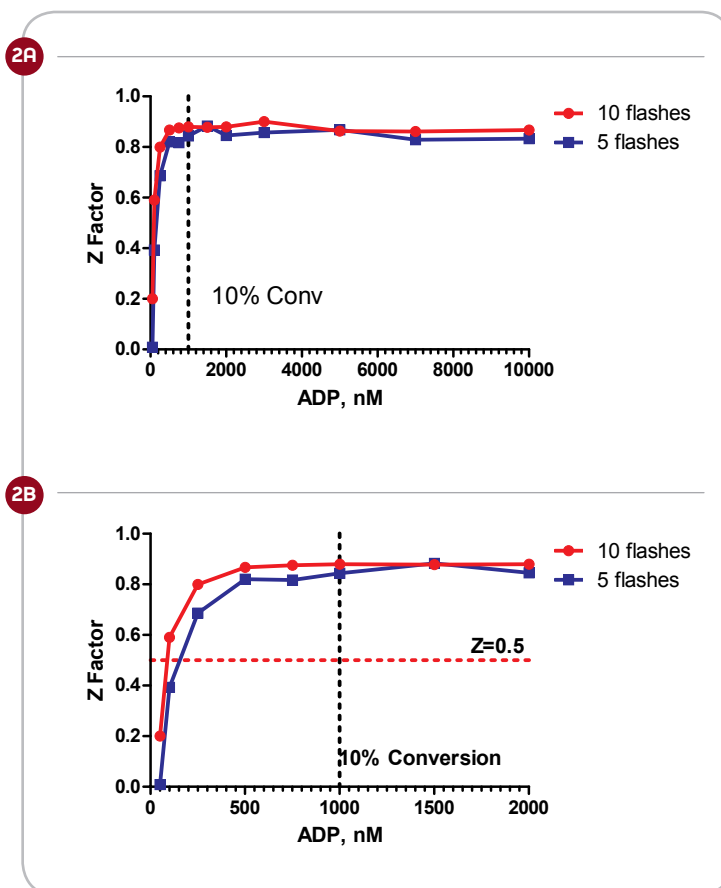 2A
1.0
0.8
0.6
0.4
0.2
0.0
Z Factor
10% Conv
0 2000 4000 6000 8000 10000
ADP, nM
10 flashes
5 flashes
2B
1.0
0.8
0.6
0.4
0.2
0.0
Z Factor
Z=0.5
10% Conversion
0 500 1000 1500 2000
ADP, nM
10 flashes
5 flashes